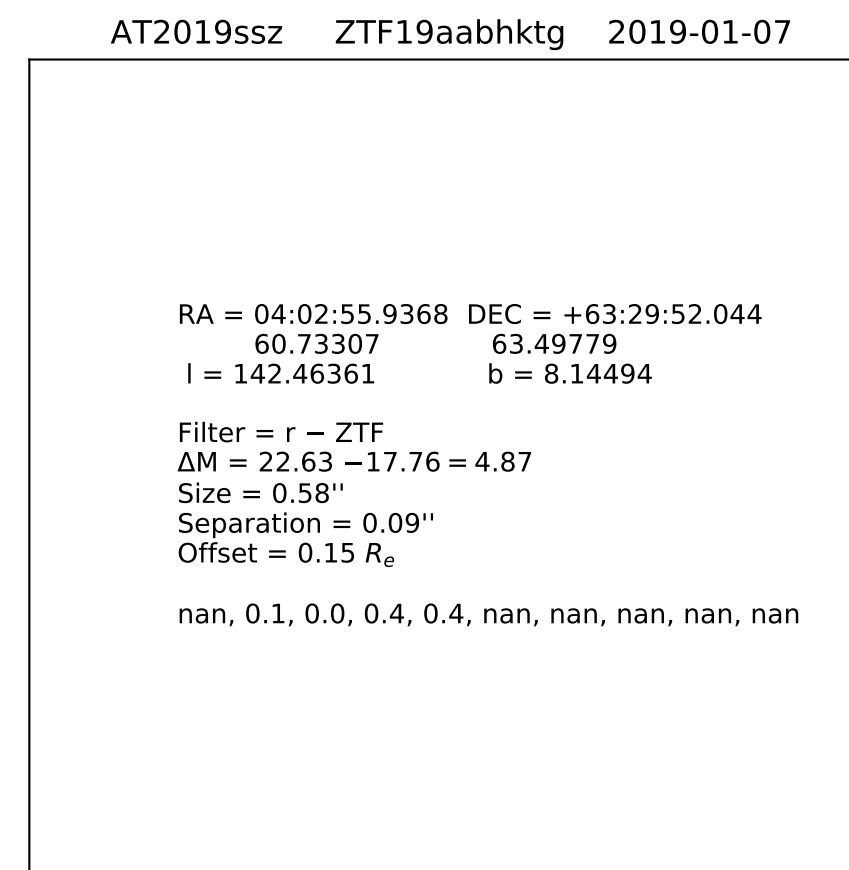 AT2019ssz ZTF19aabhktg 2019-01-07
RA = 04:02:55.9368 DEC = +63:29:52.044
60.73307 63.49779
l = 142.46361 b = 8.14494
Filter = r − ZTF
ΔM = 22.63 −17.76 = 4.87
Size = 0.58''
Separation = 0.09''
Offset = 0.15 Rₑ
nan, 0.1, 0.0, 0.4, 0.4, nan, nan, nan, nan, nan